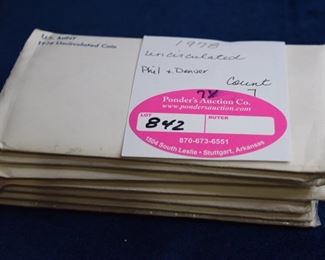 U.S. MINT
1978 Uncirculated Coin
1978
uncirculated
Phil & Denver
Count
78 7
Ponder's Auction Co.
www.pondersauction.com
LOT BUYER
842
870-673-6551
1504 South Leslie • Stuttgart, Arkansas